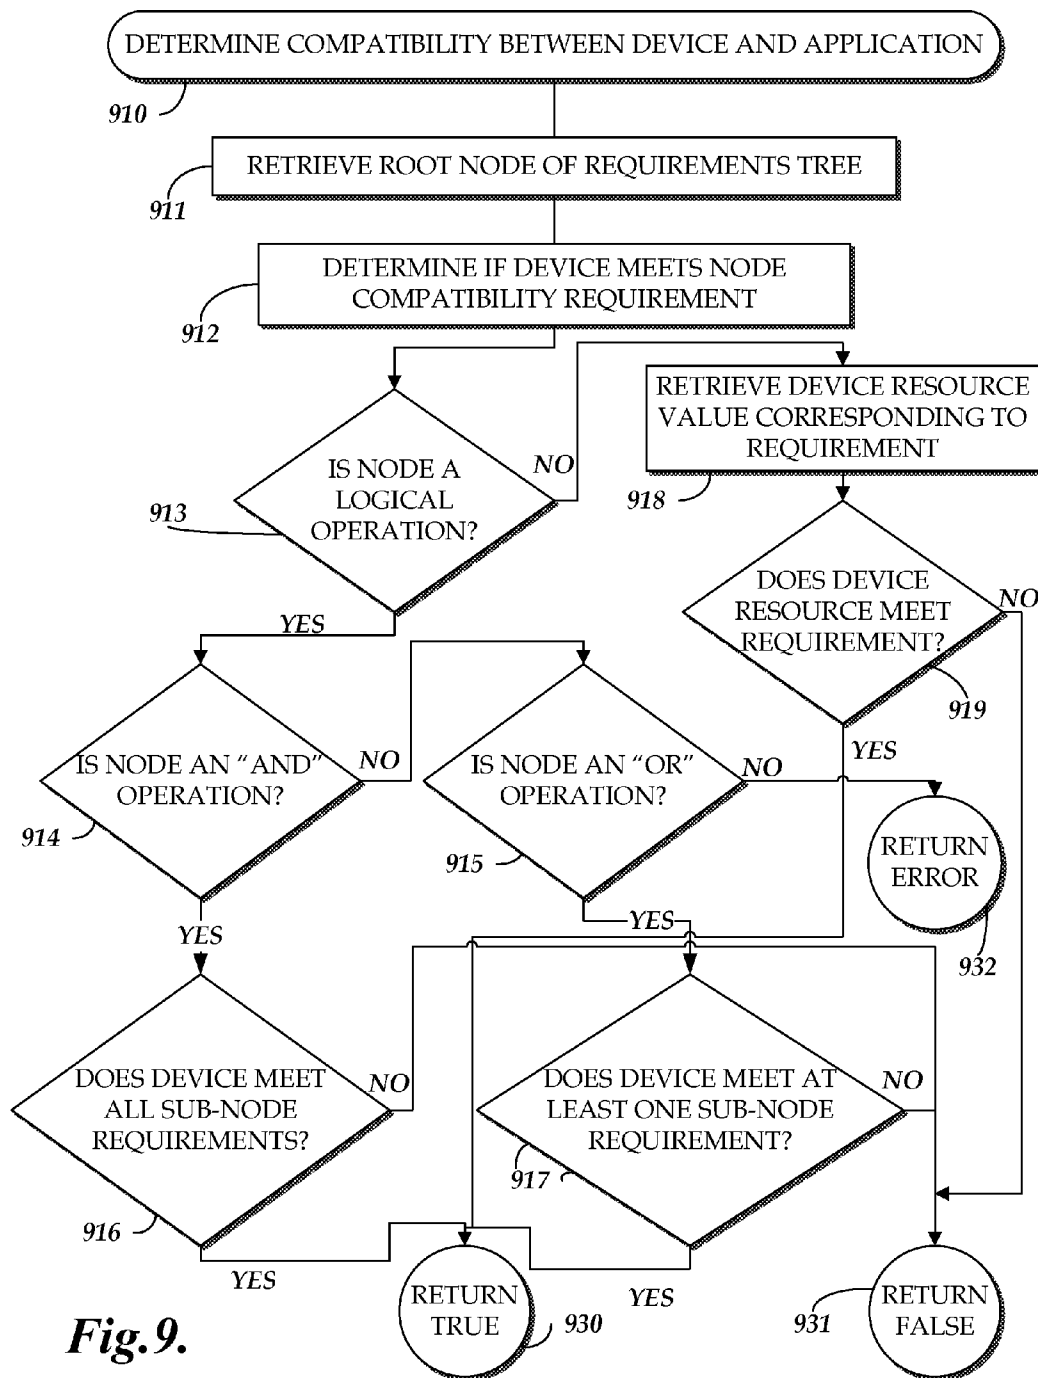 DETERMINE COMPATIBILITY BETWEEN DEVICE AND APPLICATION
910
RETRIEVE ROOT NODE OF REQUIREMENTS TREE
911
DETERMINE IF DEVICE MEETS NODE
COMPATIBILITY REQUIREMENT
912
IS NODE A
LOGICAL
OPERATION?
913
NO
YES
RETRIEVE DEVICE RESOURCE
VALUE CORRESPONDING TO
REQUIREMENT
918
DOES DEVICE
RESOURCE MEET
REQUIREMENT?
NO
919
YES
IS NODE AN “AND”
OPERATION?
NO
914
YES
IS NODE AN “OR”
OPERATION?
NO
915
YES
RETURN
ERROR
932
DOES DEVICE MEET
ALL SUB-NODE
REQUIREMENTS?
NO
916
YES
DOES DEVICE MEET AT
LEAST ONE SUB-NODE
REQUIREMENT?
NO
917
YES
RETURN
TRUE
930
RETURN
FALSE
931
Fig.9.